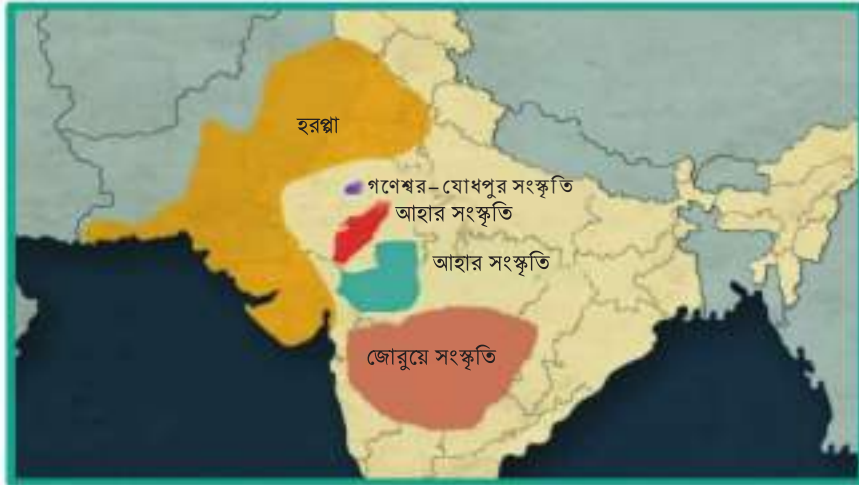 হরপ্পা
গণেশ্বর–যোধপুর সংস্কৃতি
আহার সংস্কৃতি
আহার সংস্কৃতি
জোরুয়ে সংস্কৃতি